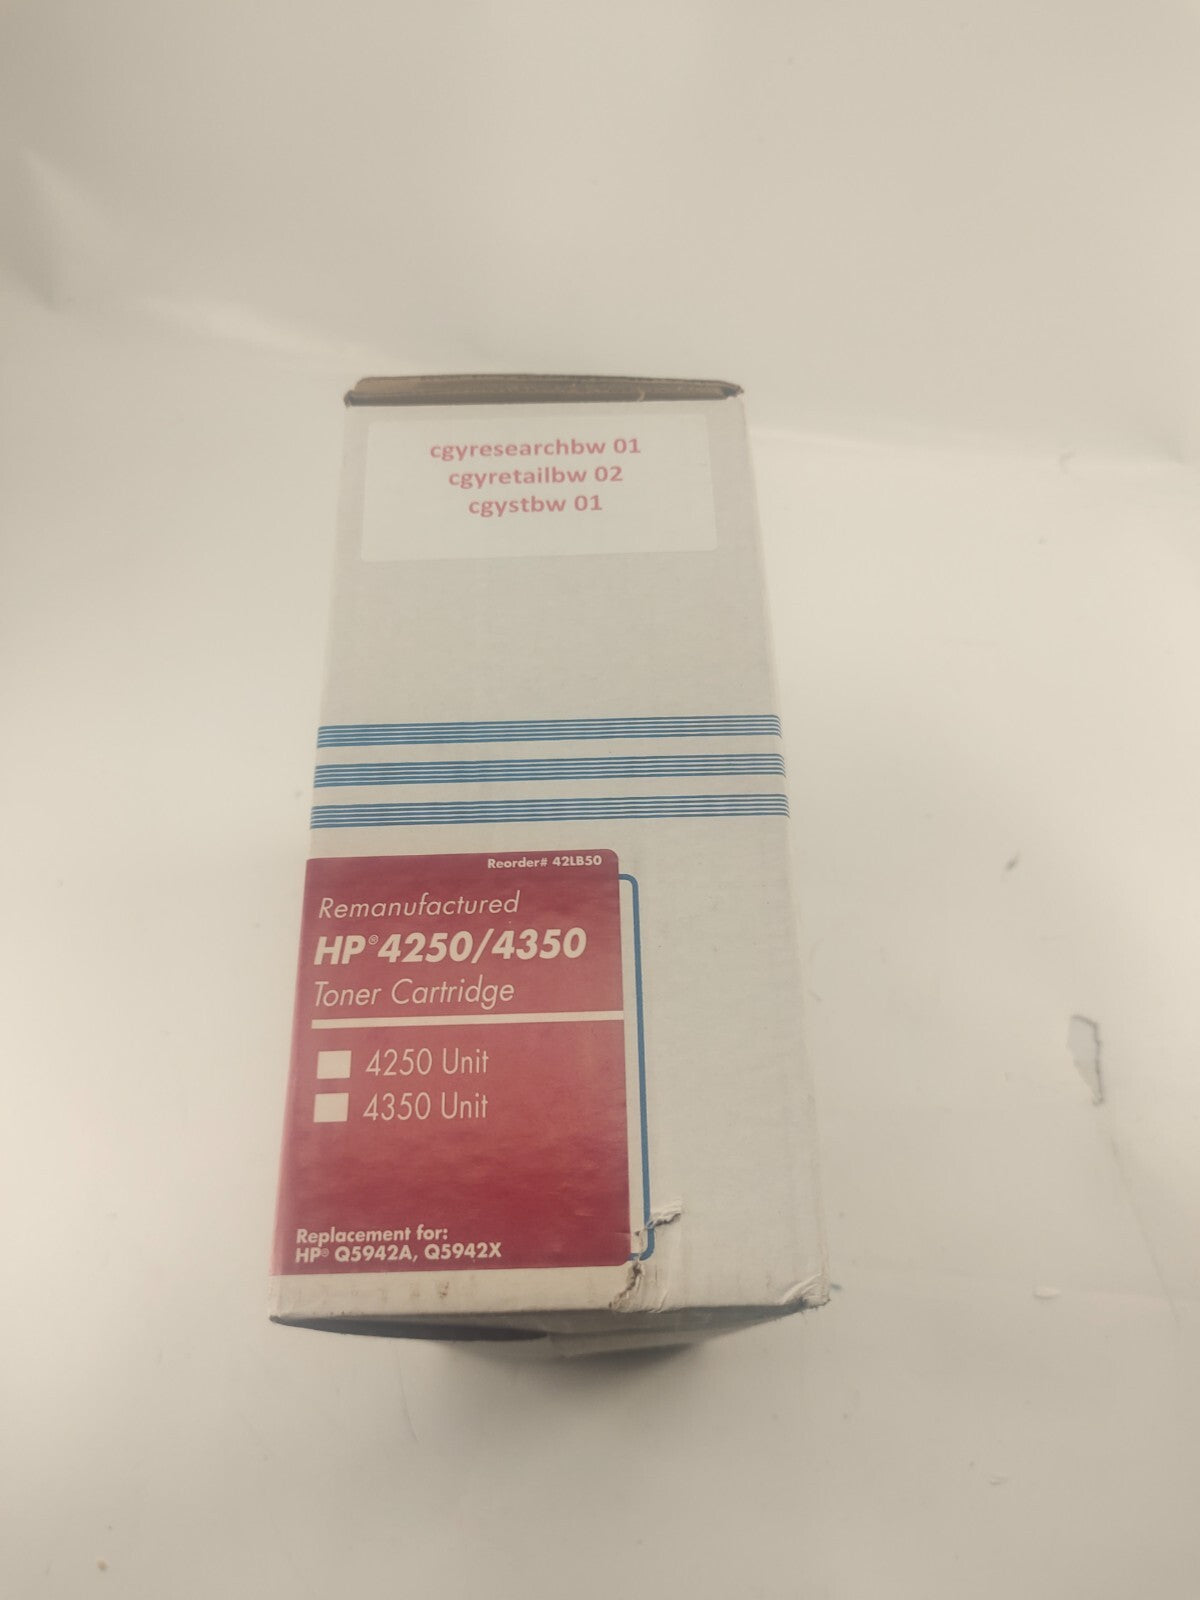 cgyresearchbw 01
cgyretailbw 02
cgystbw 01
Reorder# 42LB50
Remanufactured
HP® 4250/4350
Toner Cartridge
4250 Unit
4350 Unit
Replacement for:
HP® Q5942A, Q5942X